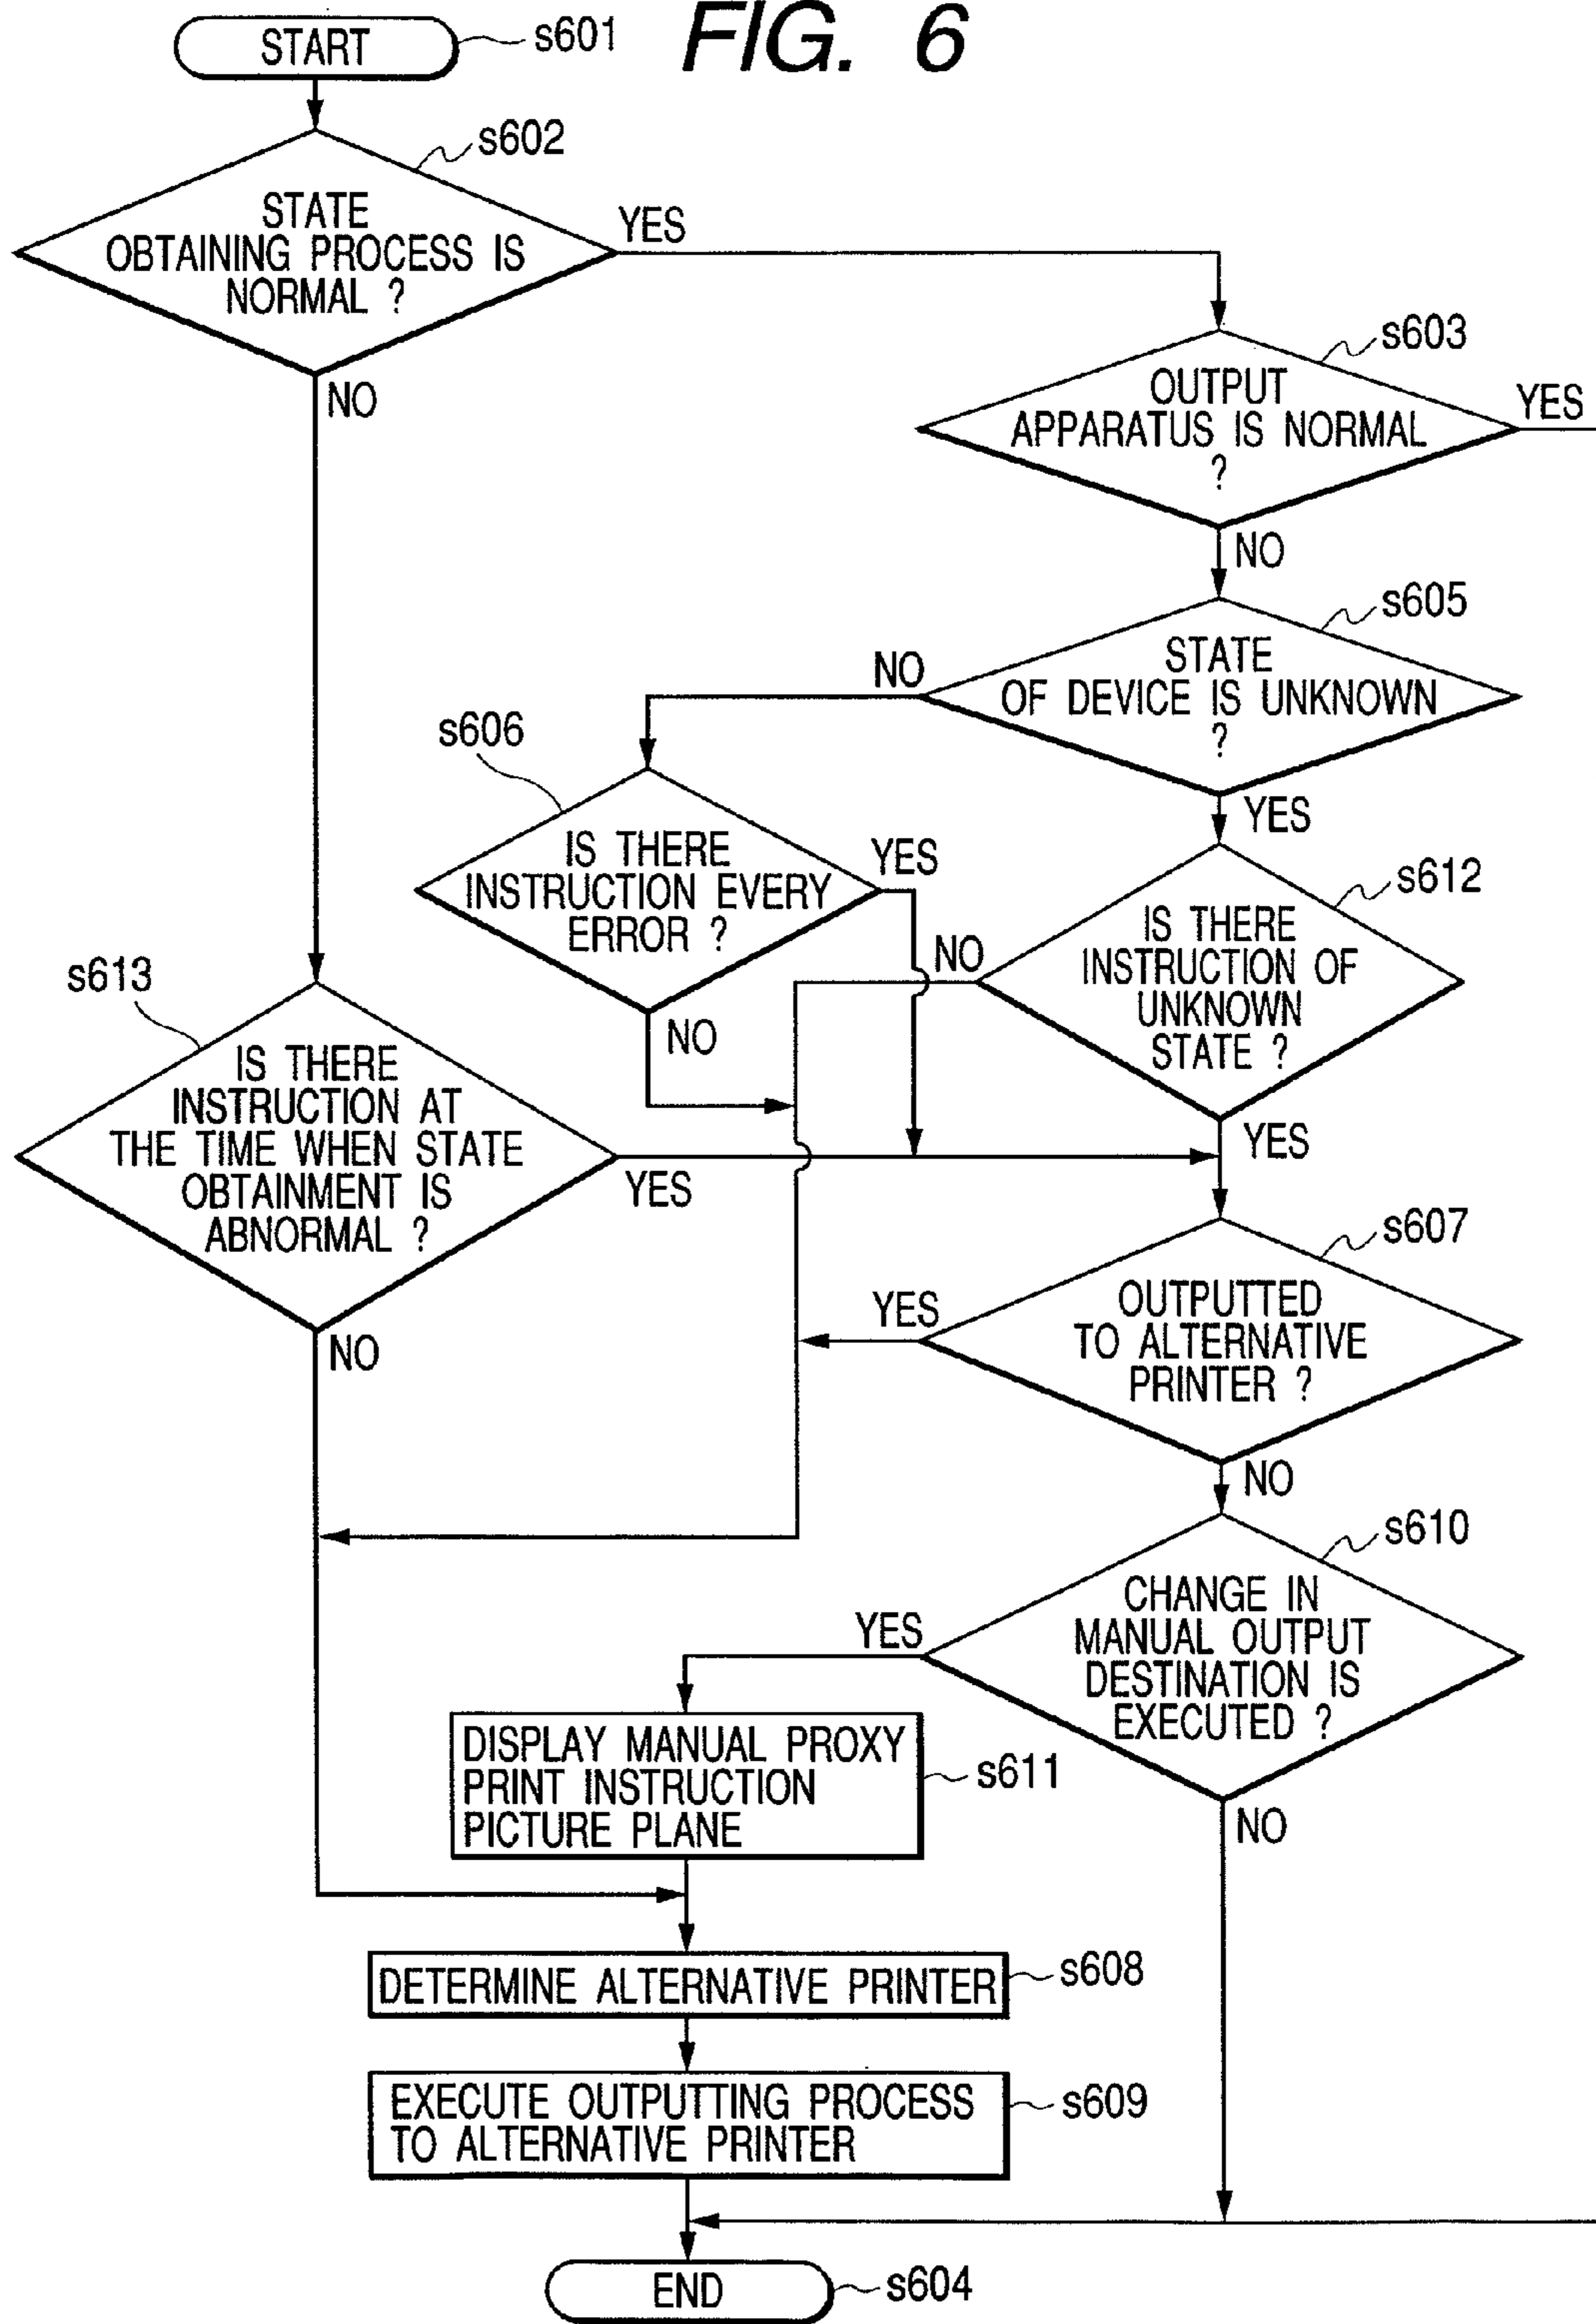 FIG. 6
START
s601
s602
STATE
OBTAINING PROCESS IS
NORMAL ?
YES
NO
s603
OUTPUT
APPARATUS IS NORMAL
?
YES
NO
s605
STATE
OF DEVICE IS UNKNOWN
?
NO
YES
s606
IS THERE
INSTRUCTION EVERY
ERROR ?
YES
NO
s612
IS THERE
INSTRUCTION OF
UNKNOWN
STATE ?
NO
YES
s613
IS THERE
INSTRUCTION AT
THE TIME WHEN STATE
OBTAINMENT IS
ABNORMAL ?
YES
NO
s607
OUTPUTTED
TO ALTERNATIVE
PRINTER ?
YES
NO
s610
CHANGE IN
MANUAL OUTPUT
DESTINATION IS
EXECUTED ?
YES
NO
DISPLAY MANUAL PROXY
PRINT INSTRUCTION
PICTURE PLANE
s611
DETERMINE ALTERNATIVE PRINTER
s608
EXECUTE OUTPUTTING PROCESS
TO ALTERNATIVE PRINTER
s609
END
s604